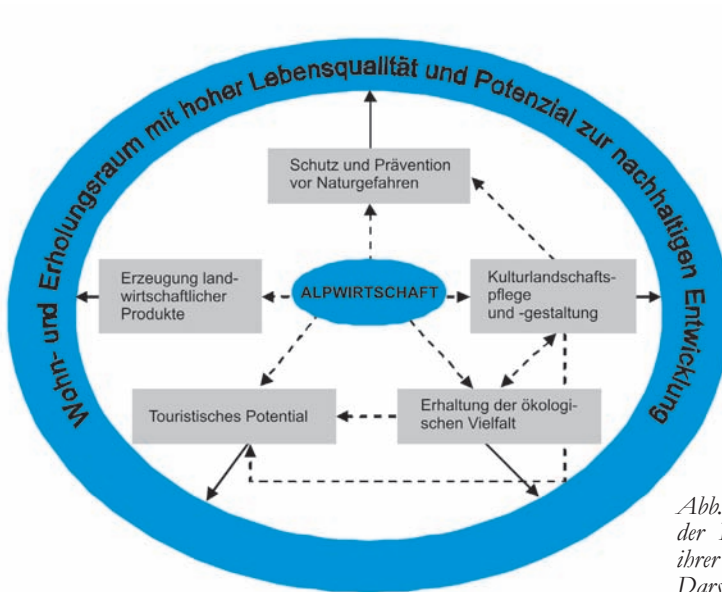 Wohn- und Erholungsraum mit hoher Lebensqualität und Potenzial zur nachhaltigen Entwicklung
Schutz und Prävention
vor Naturgefahren
Erzeugung land-
wirtschaftlicher
Produkte
ALPWIRTSCHAFT
Kulturlandschafts-
pflege
und -gestaltung
Touristisches Potential
Erhaltung der ökologi-
schen Vielfalt
Abb.
der
ihrer